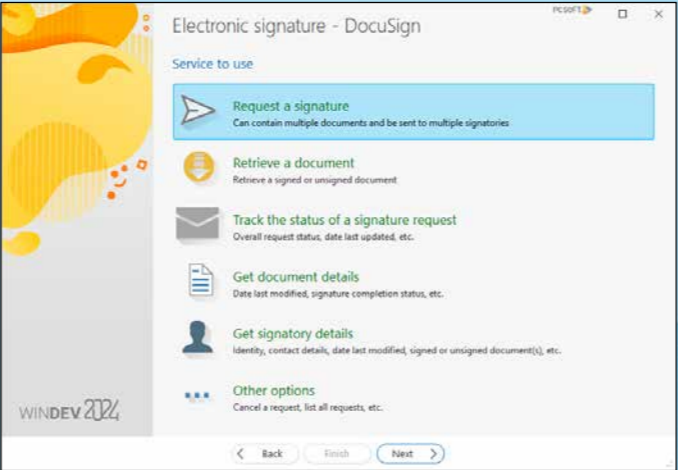 PC SOFT
Electronic signature - DocuSign
Service to use
Request a signature
Can contain multiple documents and be sent to multiple signatories
Retrieve a document
Retrieve a signed or unsigned document
Track the status of a signature request
Overall request status, date last updated, etc.
Get document details
Date last modified, signature completion status, etc.
Get signatory details
Identity, contact details, date last modified, signed or unsigned document(s), etc.
Other options
Cancel a request, list all requests, etc.
WINDEV 2024
Back
Finish
Next